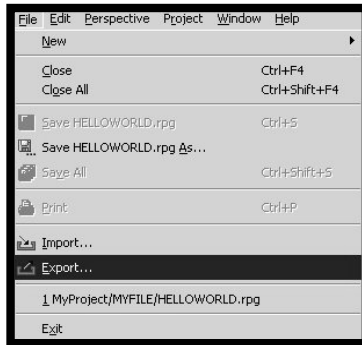 File Edit Perspective Project Window Help
New
Close Ctrl+F4
Close All Ctrl+Shift+F4
Save HELLOWORLD.rpg Ctrl+S
Save HELLOWORLD.rpg As...
Save All Ctrl+Shift+S
Print Ctrl+P
Import...
Export...
1 MyProject/MYFILE/HELLOWORLD.rpg
Exit